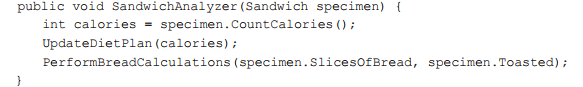 public void SandwichAnalyzer(Sandwich specimen) {
    int calories = specimen.CountCalories();
    UpdateDietPlan(calories);
    PerformBreadCalculations(specimen.SlicesOfBread, specimen.Toasted);
}